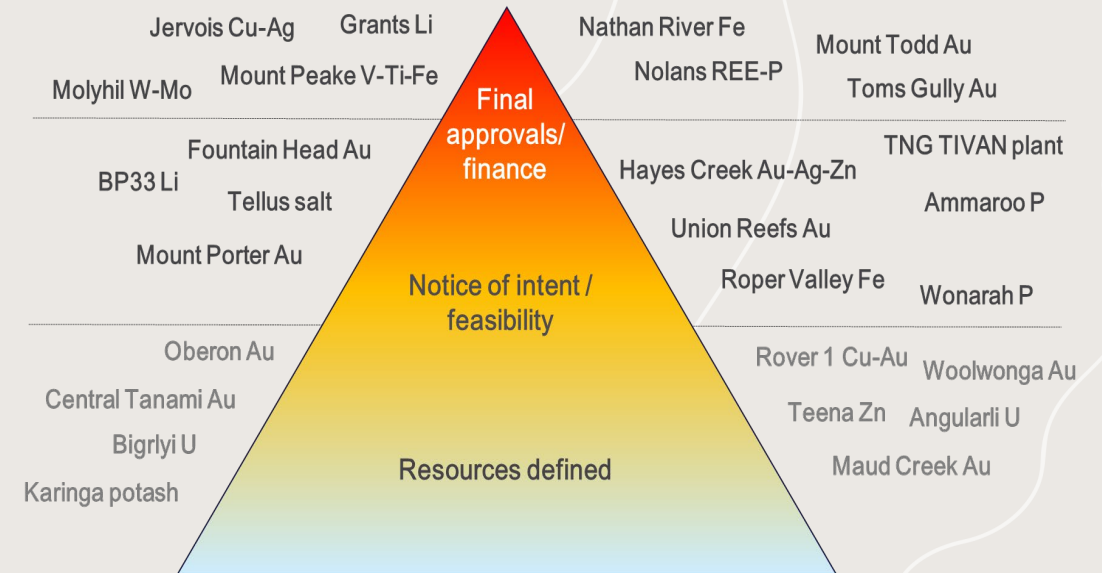 Jervois Cu-Ag
Grants Li
Molyhil W-Mo
Mount Peake V-Ti-Fe
Final
approvals/
finance
Nathan River Fe
Mount Todd Au
Nolans REE-P
Toms Gully Au
Fountain Head Au
BP33 Li
Tellus salt
Mount Porter Au
Notice of intent /
feasibility
TNG TIVAN plant
Hayes Creek Au-Ag-Zn
Ammaroo P
Union Reefs Au
Roper Valley Fe
Wonarah P
Oberon Au
Central Tanami Au
Bigrlyi U
Karinga potash
Resources defined
Rover 1 Cu-Au
Woolwonga Au
Teena Zn
Angularli U
Maud Creek Au